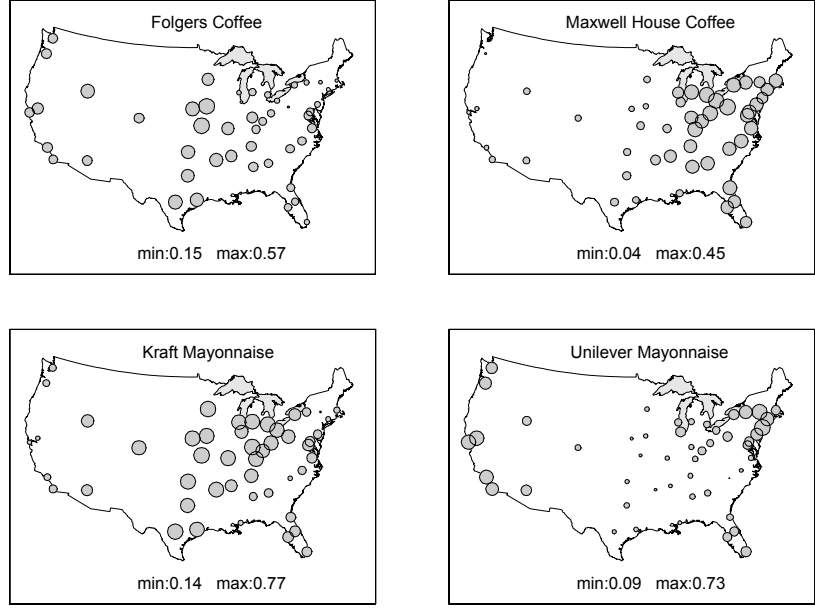 Folgers Coffee
min:0.15 max:0.57
Maxwell House Coffee
min:0.04 max:0.45
Kraft Mayonnaise
min:0.14 max:0.77
Unilever Mayonnaise
min:0.09 max:0.73